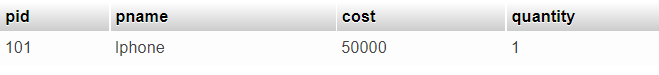 pid pname cost quantity
101 Iphone 50000 1